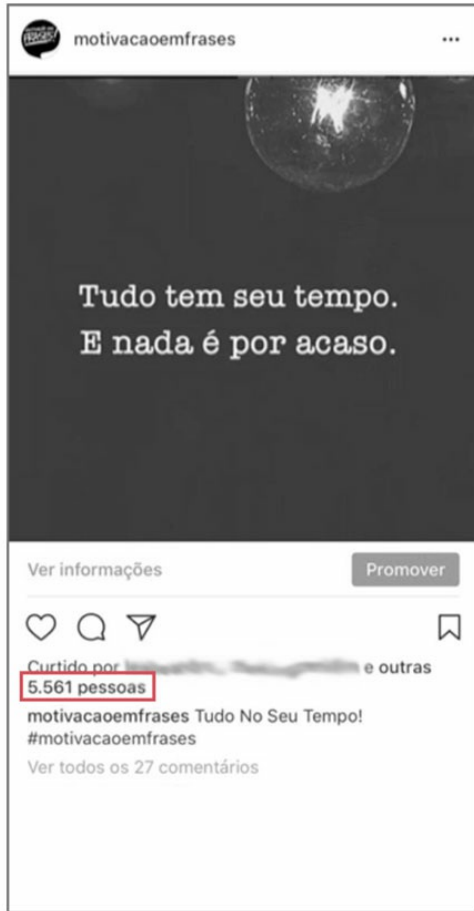 FRASES!
motivacaoemfrases
Tudo tem seu tempo.
E nada é por acaso.
Ver informações
Promover
Curtido por
e outras
5.561 pessoas
motivacaoemfrases Tudo No Seu Tempo!
#motivacaoemfrases
Ver todos os 27 comentários